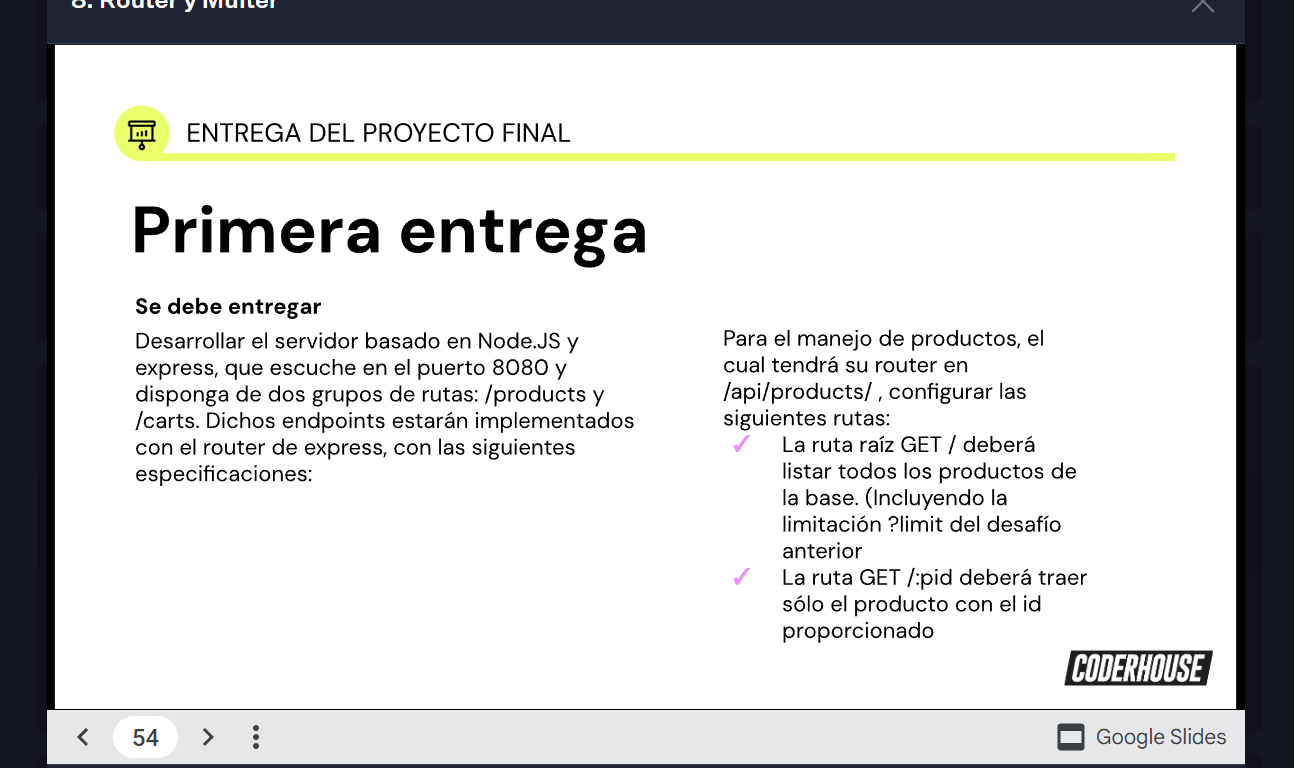 8. Router y Multer
ENTREGA DEL PROYECTO FINAL
Primera entrega
Se debe entregar
Desarrollar el servidor basado en Node.JS y
express, que escuche en el puerto 8080 y
disponga de dos grupos de rutas: /products y
/carts. Dichos endpoints estarán implementados
con el router de express, con las siguientes
especificaciones:
Para el manejo de productos, el
cual tendrá su router en
/api/products/ , configurar las
siguientes rutas:
✓ La ruta raíz GET / deberá
listar todos los productos de
la base. (Incluyendo la
limitación ?limit del desafío
anterior
✓ La ruta GET /:pid deberá traer
sólo el producto con el id
proporcionado
CODERHOUSE
54
Google Slides